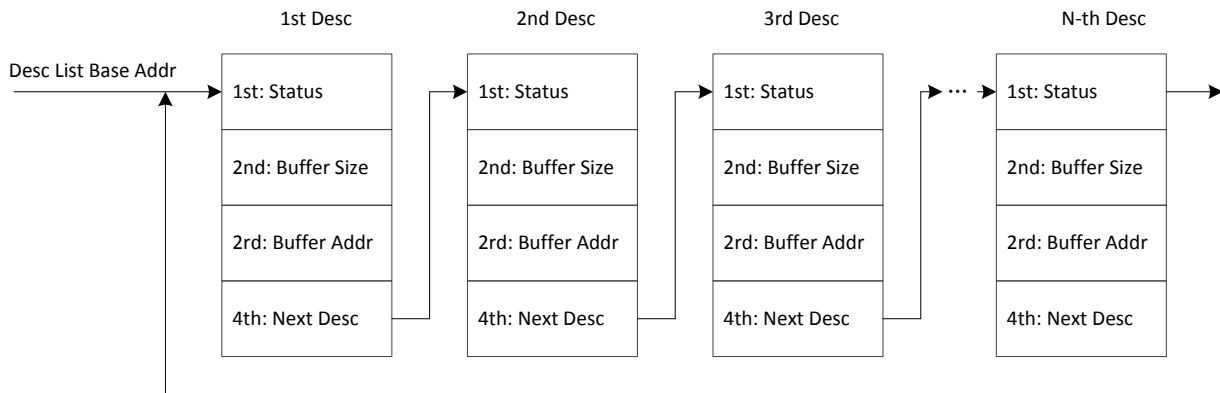 1st Desc 2nd Desc 3rd Desc N-th Desc
Desc List Base Addr
1st: Status 1st: Status 1st: Status ... 1st: Status
2nd: Buffer Size 2nd: Buffer Size 2nd: Buffer Size 2nd: Buffer Size
2rd: Buffer Addr 2rd: Buffer Addr 2rd: Buffer Addr 2rd: Buffer Addr
4th: Next Desc 4th: Next Desc 4th: Next Desc 4th: Next Desc